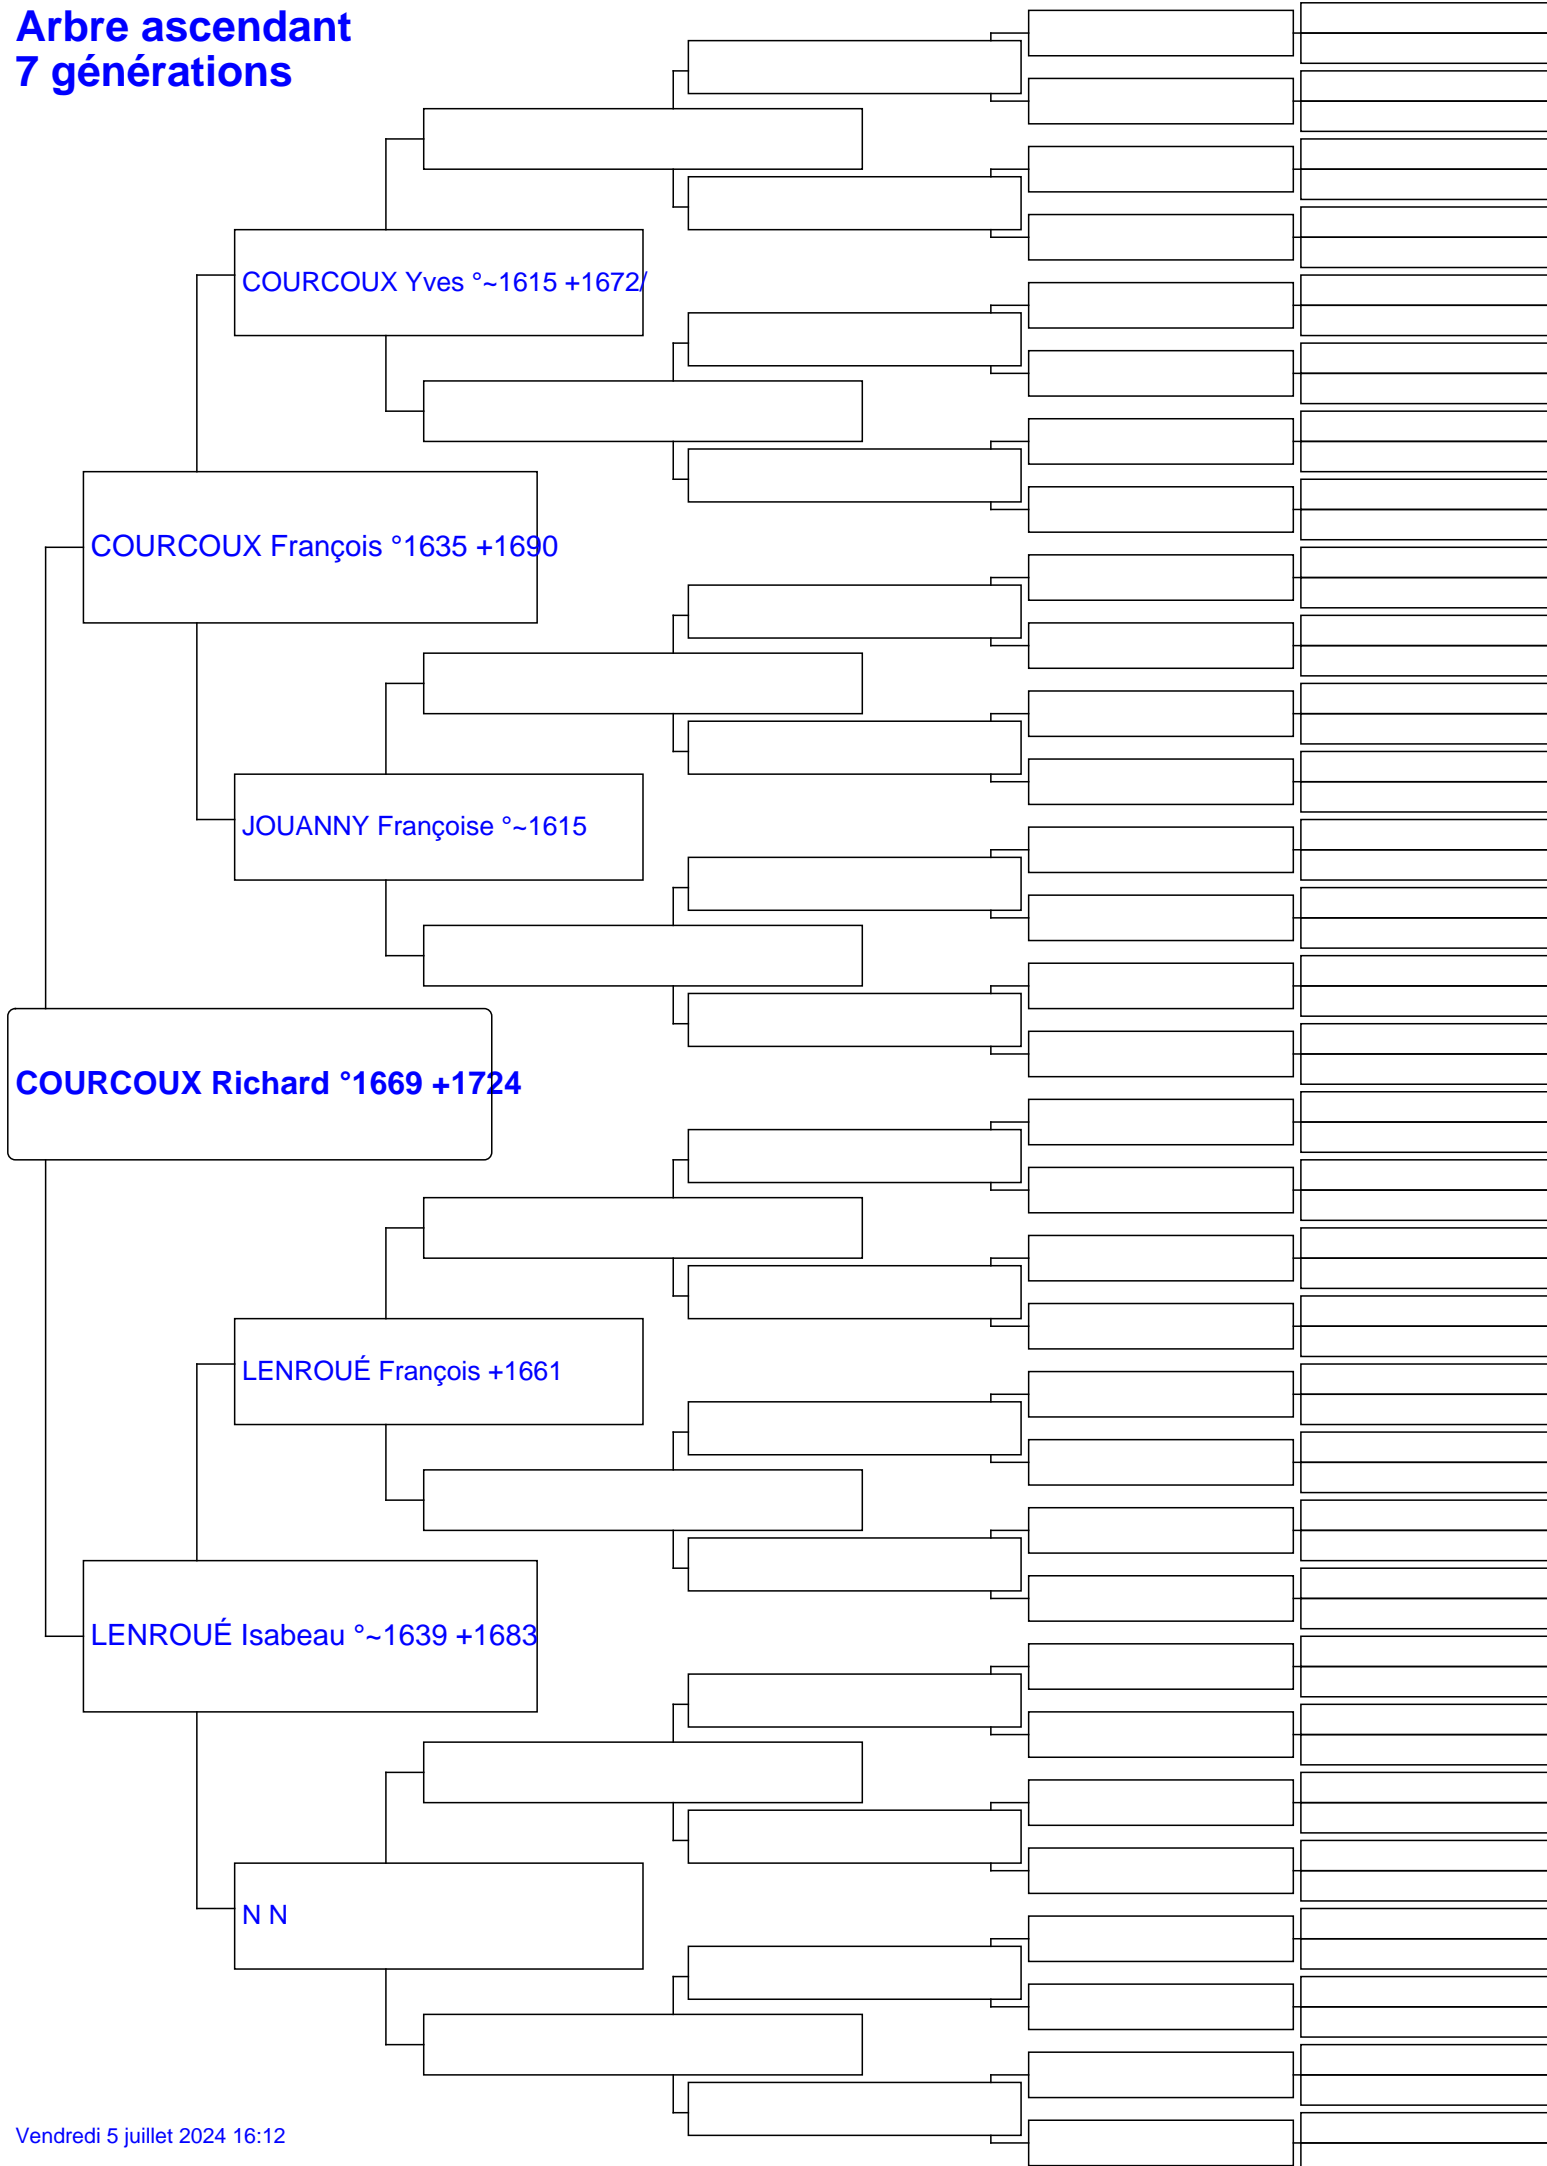 Arbre ascendant
7 générations
COURCOUX Yves °~1615 +1672/
COURCOUX François °1635 +1690
JOUANNY Françoise °~1615
COURCOUX Richard °1669 +1724
LENROUÉ François +1661
LENROUÉ Isabeau °~1639 +1683
N N
Vendredi 5 juillet 2024 16:12